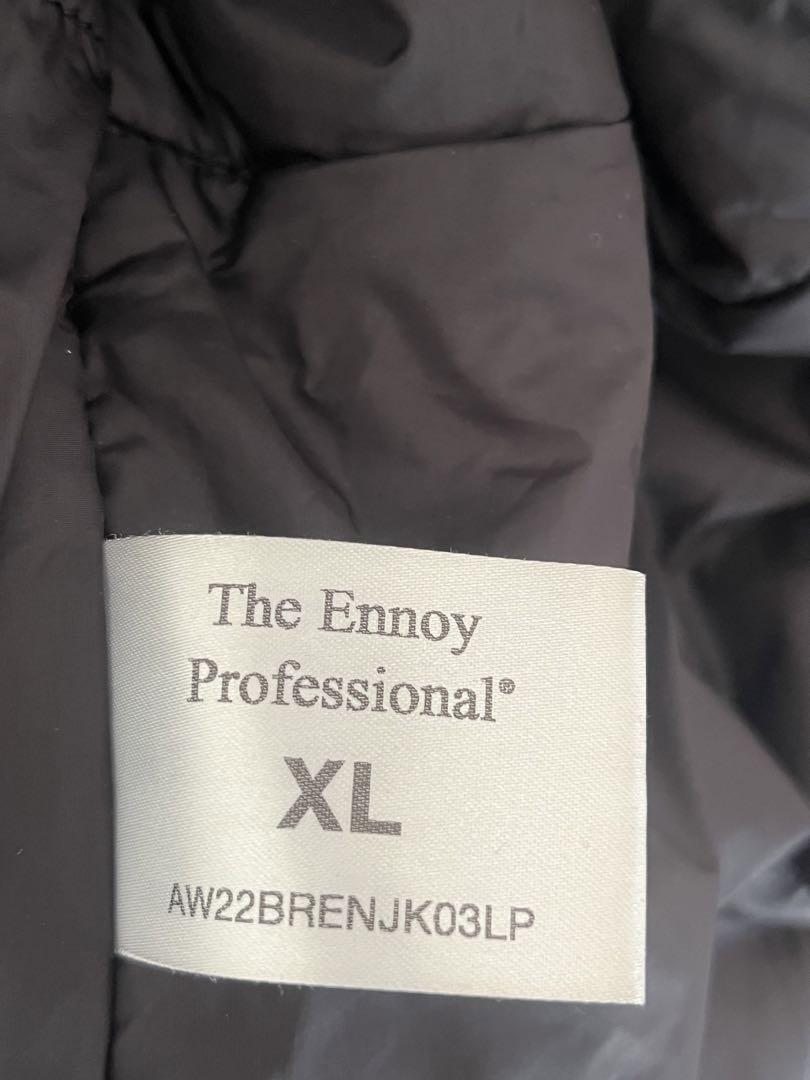 The Ennoy
Professional®
XL
AW22BRENJK03LP